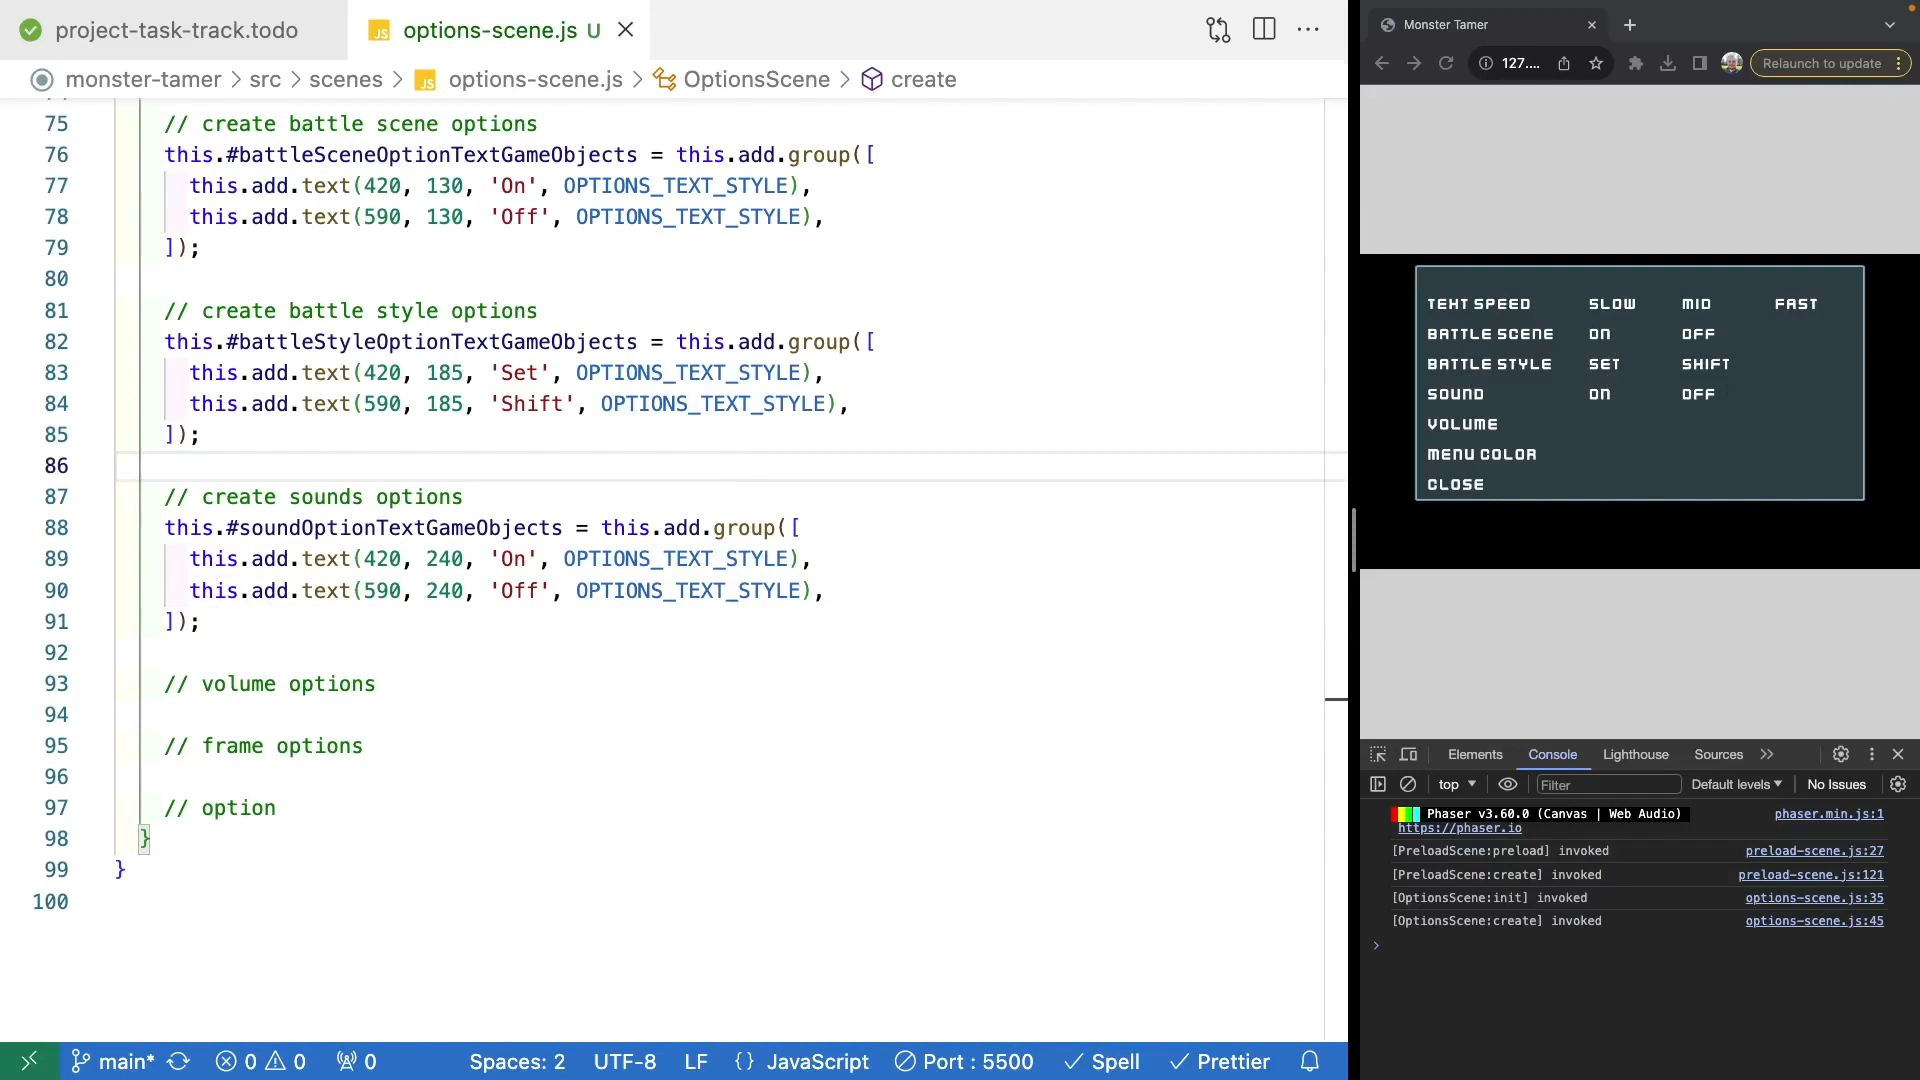 project-task-track.todo
JS options-scene.js U
monster-tamer > src > scenes > JS options-scene.js > OptionsScene > create
75 // create battle scene options
76 this.#battleSceneOptionTextGameObjects = this.add.group([
77 this.add.text(420, 130, 'On', OPTIONS_TEXT_STYLE),
78 this.add.text(590, 130, 'Off', OPTIONS_TEXT_STYLE),
79 ]);
80
81 // create battle style options
82 this.#battleStyleOptionTextGameObjects = this.add.group([
83 this.add.text(420, 185, 'Set', OPTIONS_TEXT_STYLE),
84 this.add.text(590, 185, 'Shift', OPTIONS_TEXT_STYLE),
85 ]);
86
87 // create sounds options
88 this.#soundOptionTextGameObjects = this.add.group([
89 this.add.text(420, 240, 'On', OPTIONS_TEXT_STYLE),
90 this.add.text(590, 240, 'Off', OPTIONS_TEXT_STYLE),
91 ]);
92
93 // volume options
94
95 // frame options
96
97 // option
98 }
99 }
100
main* 0 0 0 Spaces: 2 UTF-8 LF {} JavaScript Port : 5500 Spell Prettier
Monster Tamer
127.... Relaunch to update
TEXT SPEED SLOW MID FAST
BATTLE SCENE ON OFF
BATTLE STYLE SET SHIFT
SOUND ON OFF
VOLUME
MENU COLOR
CLOSE
Elements Console Lighthouse Sources >>
top Filter Default levels No Issues
Phaser v3.60.0 (Canvas | Web Audio) phaser.min.js:1
https://phaser.io
[PreloadScene:preload] invoked preload-scene.js:27
[PreloadScene:create] invoked preload-scene.js:121
[OptionsScene:init] invoked options-scene.js:35
[OptionsScene:create] invoked options-scene.js:45
>